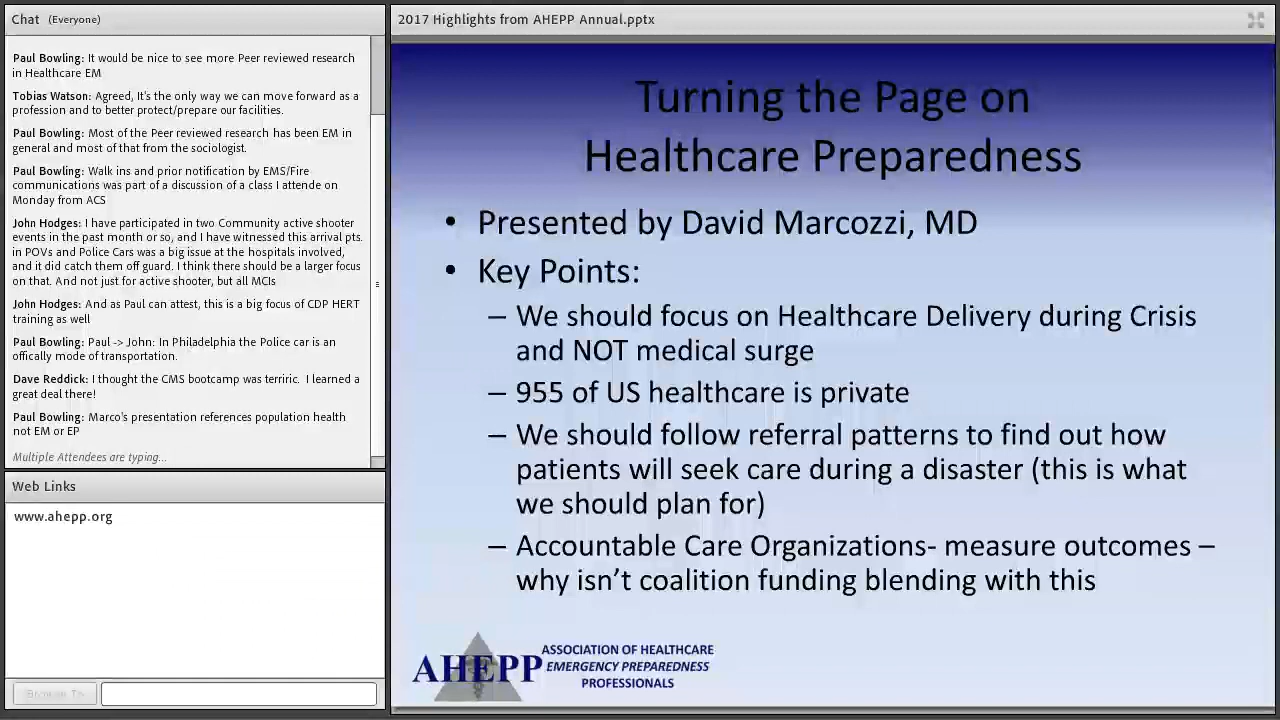 Chat (Everyone)
Paul Bowling: It would be nice to see more Peer reviewed research
in Healthcare EM
Tobias Watson: Agreed, It's the only way we can move forward as a
profession and to better protect/prepare our facilities.
Paul Bowling: Most of the Peer reviewed research has been EM in
general and most of that from the sociologist.
Paul Bowling: Walk ins and prior notification by EMS/Fire
communications was part of a discussion of a class I attende on
Monday from ACS
John Hodges: I have participated in two Community active shooter
events in the past month or so, and I have witnessed this arrival pts.
in POVs and Police Cars was a big issue at the hospitals involved,
and it did catch them off guard. I think there should be a larger focus
on that. And not just for active shooter, but all MCIs
John Hodges: And as Paul can attest, this is a big focus of CDP HERT
training as well
Paul Bowling: Paul -> John: In Philadelphia the Police car is an
offically mode of transportation.
Dave Reddick: I thought the CMS bootcamp was terriric. I learned a
great deal there!
Paul Bowling: Marco's presentation references population health
not EM or EP
Multiple Attendees are typing...
Web Links
www.ahepp.org
Browse To
2017 Highlights from AHEPP Annual.pptx
Turning the Page on
Healthcare Preparedness
• Presented by David Marcozzi, MD
• Key Points:
– We should focus on Healthcare Delivery during Crisis
and NOT medical surge
– 955 of US healthcare is private
– We should follow referral patterns to find out how
patients will seek care during a disaster (this is what
we should plan for)
– Accountable Care Organizations- measure outcomes –
why isn't coalition funding blending with this
AHEPP
ASSOCIATION OF HEALTHCARE
EMERGENCY PREPAREDNESS
PROFESSIONALS